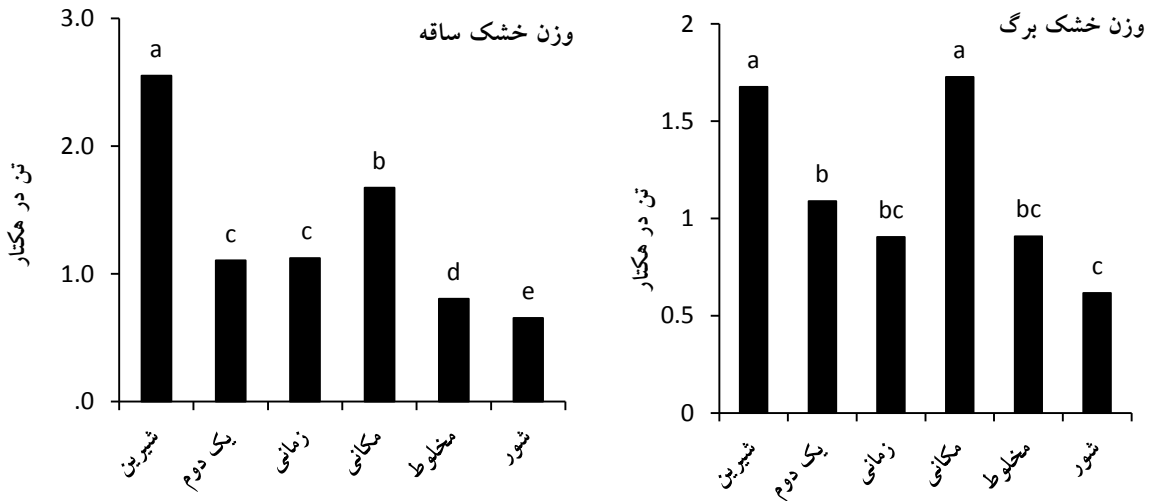 وزن خشک ساقه
3.0
2.0
1.0
.0
تن در هکتار
a
c
c
b
d
e
شیرین
یک دوم
زمانی
مکانی
مخلوط
شور
وزن خشک برگ
2
1.5
1
0.5
0
تن در هکتار
a
b
bc
a
bc
c
شیرین
یک دوم
زمانی
مکانی
مخلوط
شور